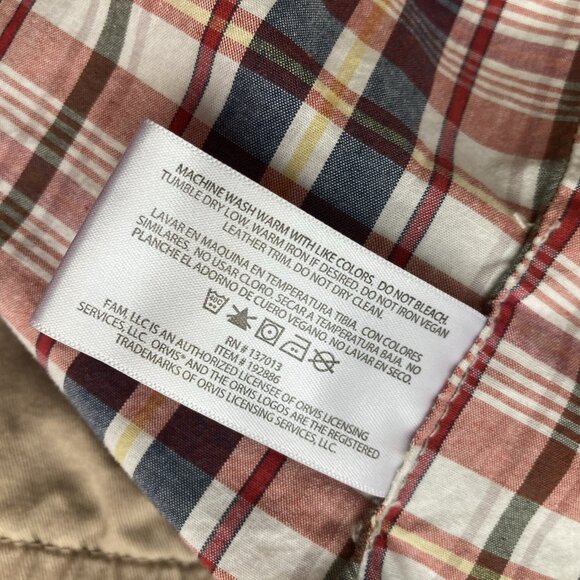 MACHINE WASH WARM WITH LIKE COLORS. DO NOT BLEACH.
TUMBLE DRY LOW. WARM IRON IF DESIRED. DO NOT IRON VEGAN
LEATHER TRIM. DO NOT DRY CLEAN.
LAVAR EN MAQUINA EN TEMPERATURA TIBIA. CON COLORES
SIMILARES. NO USAR CLORO. SECAR A TEMPERATURA BAJA. NO
PLANCHE EL ADORNO DE CUERO VEGANO. NO LAVAR EN SECO.
RN# 137013
ITEM # 192886
FAM. LLC IS AN AUTHORIZED LICENSEE OF ORVIS LICENSING
SERVICES, LLC. ORVIS® AND THE ORVIS LOGOS ARE THE REGISTERED
TRADEMARKS OF ORVIS LICENSING SERVICES, LLC.